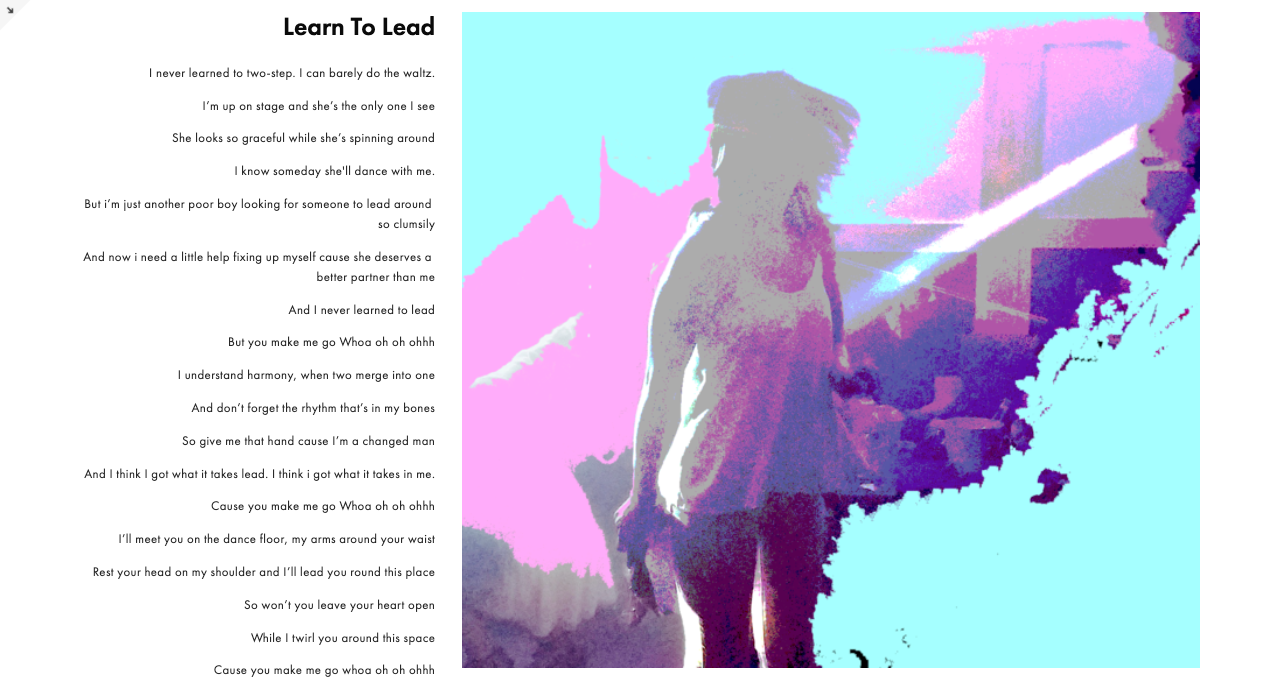 Learn To Lead
I never learned to two-step. I can barely do the waltz.
I’m up on stage and she’s the only one I see
She looks so graceful while she’s spinning around
I know someday she'll dance with me.
But i’m just another poor boy looking for someone to lead around
so clumsily
And now i need a little help fixing up myself cause she deserves a
better partner than me
And I never learned to lead
But you make me go Whoa oh oh ohhh
I understand harmony, when two merge into one
And don’t forget the rhythm that’s in my bones
So give me that hand cause I’m a changed man
And I think I got what it takes lead. I think i got what it takes in me.
Cause you make me go Whoa oh oh ohhh
I’ll meet you on the dance floor, my arms around your waist
Rest your head on my shoulder and I’ll lead you round this place
So won’t you leave your heart open
While I twirl you around this space
Cause you make me go whoa oh oh ohhh